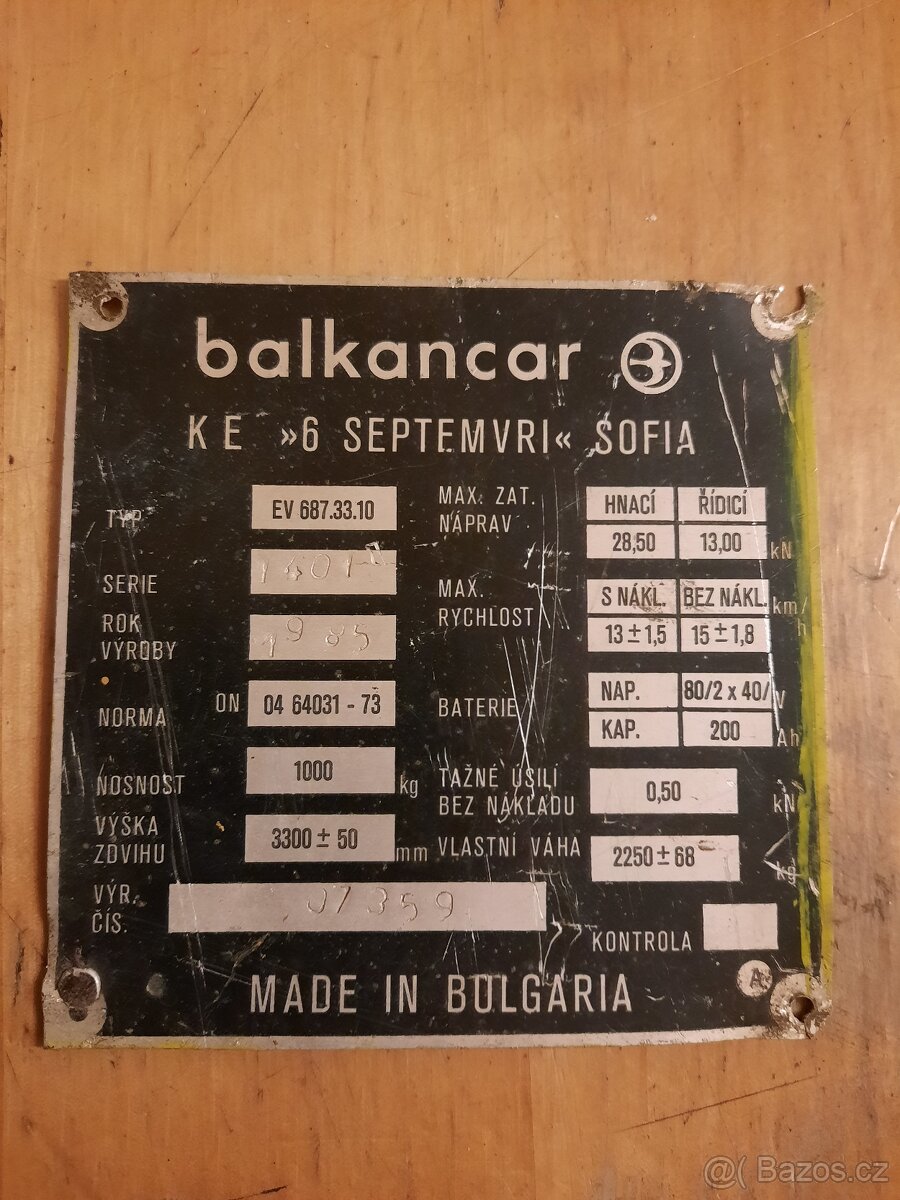 balkancar
KE »6 SEPTEMVRI« SOFIA
TYP EV 687.33.10
SERIE 1401
ROK VÝROBY 1985
NORMA ON 04 64031 - 73
NOSNOST 1000 kg
VÝŠKA ZDVIHU 3300 ± 50 mm
VÝR. ČÍS. 07359
MAX. ZAT. NÁPRAV HNACÍ ŘÍDICÍ
28,50 13,00 kN
MAX. RYCHLOST S NÁKL. BEZ NÁKL. km/h
13 ± 1,5 15 ± 1,8
BATERIE NAP. 80/2 x 40/ V
KAP. 200 Ah
TAŽNÉ ÚSILÍ BEZ NÁKLADU 0,50 kN
VLASTNÍ VÁHA 2250 ± 68 kg
KONTROLA
MADE IN BULGARIA
@( Bazos.cz